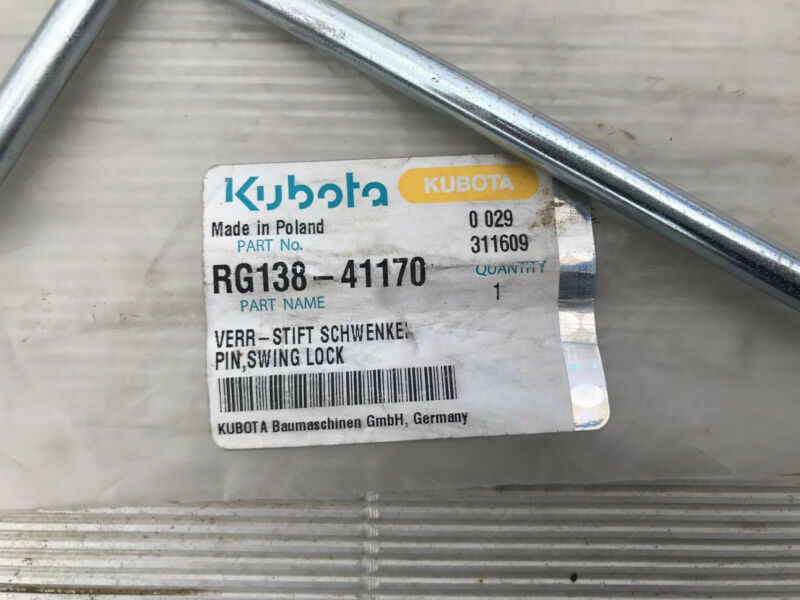 Kubota KUBOTA
Made in Poland 0 029
PART No. 311609
RG138-41170 QUANTITY
PART NAME 1
VERR-STIFT SCHWENKE
PIN,SWING LOCK
KUBOTA Baumaschinen GmbH, Germany